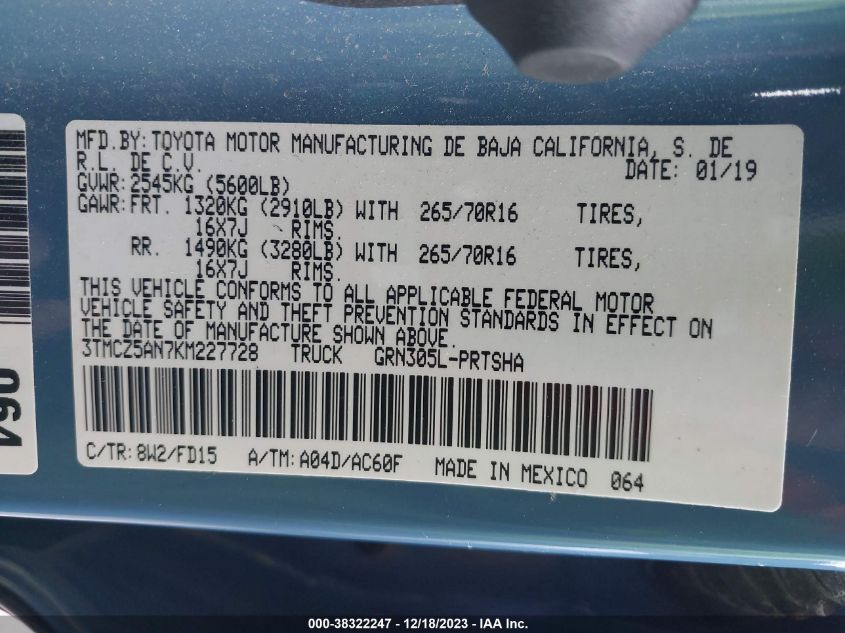 MFD. BY: TOYOTA MOTOR MANUFACTURING DE BAJA CALIFORNIA, S. DE
R.L. DE C.V. DATE: 01/19
GVWR: 2545KG (5600LB)
GAWR: FRT. 1320KG (2910LB) WITH 265/70R16 TIRES,
16X7J RIMS.
RR. 1490KG (3280LB) WITH 265/70R16 TIRES,
16X7J RIMS.
THIS VEHICLE CONFORMS TO ALL APPLICABLE FEDERAL MOTOR
VEHICLE SAFETY AND THEFT PREVENTION STANDARDS IN EFFECT ON
THE DATE OF MANUFACTURE SHOWN ABOVE.
3TMCZ5AN7KM227728 TRUCK GRN305L-PRTSHA
C/TR: 8W2/FD15 A/TM: A04D/AC60F MADE IN MEXICO 064
064
000-38322247 - 12/18/2023 - IAA Inc.